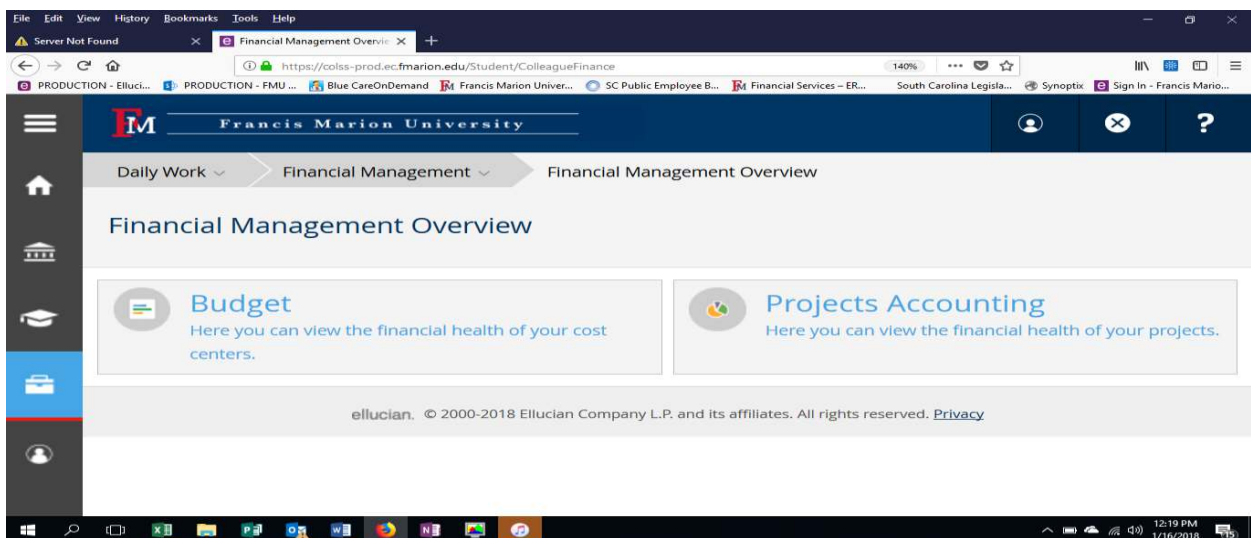 File Edit View History Bookmarks Tools Help
Server Not Found
Financial Management Overvie
https://colss-prod.ec.fmarion.edu/Student/ColleagueFinance
140%
PRODUCTION - Elluci... PRODUCTION - FMU ... Blue CareOnDemand Francis Marion Univer... SC Public Employee B... Financial Services – ER... South Carolina Legisla... Synoptix Sign In - Francis Mario...
FM Francis Marion University
Daily Work Financial Management Financial Management Overview
Financial Management Overview
Budget
Here you can view the financial health of your cost
centers.
Projects Accounting
Here you can view the financial health of your projects.
ellucian. © 2000-2018 Ellucian Company L.P. and its affiliates. All rights reserved. Privacy
12:19 PM
1/16/2018